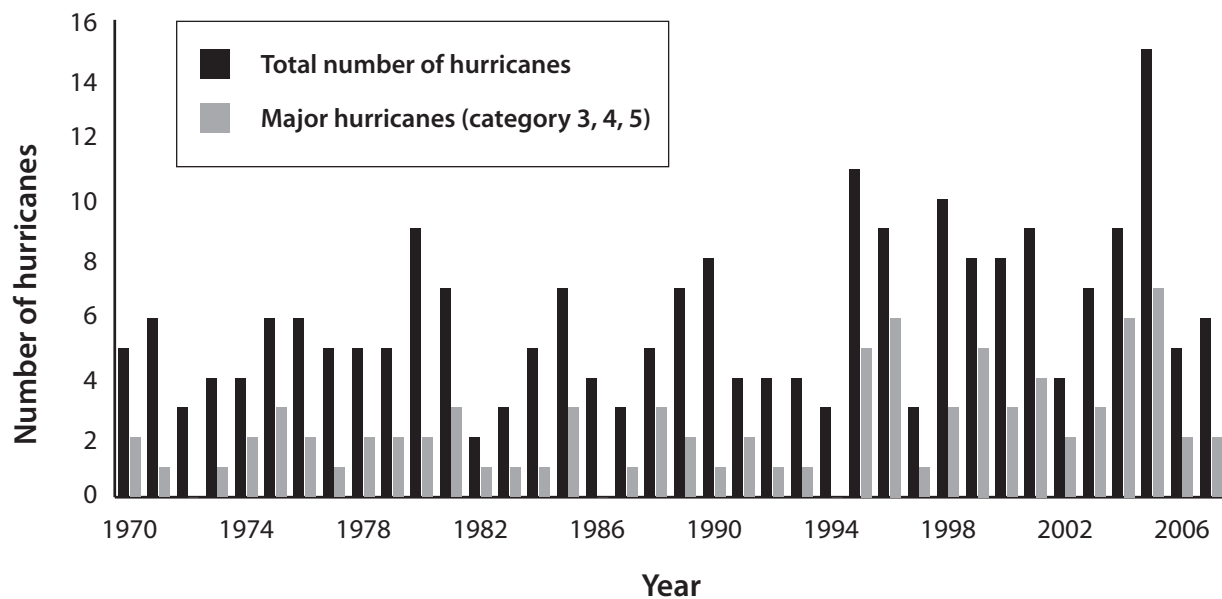 Number of hurricanes
16
14
12
10
8
6
4
2
0
Total number of hurricanes
Major hurricanes (category 3, 4, 5)
1970 1974 1978 1982 1986 1990 1994 1998 2002 2006
Year